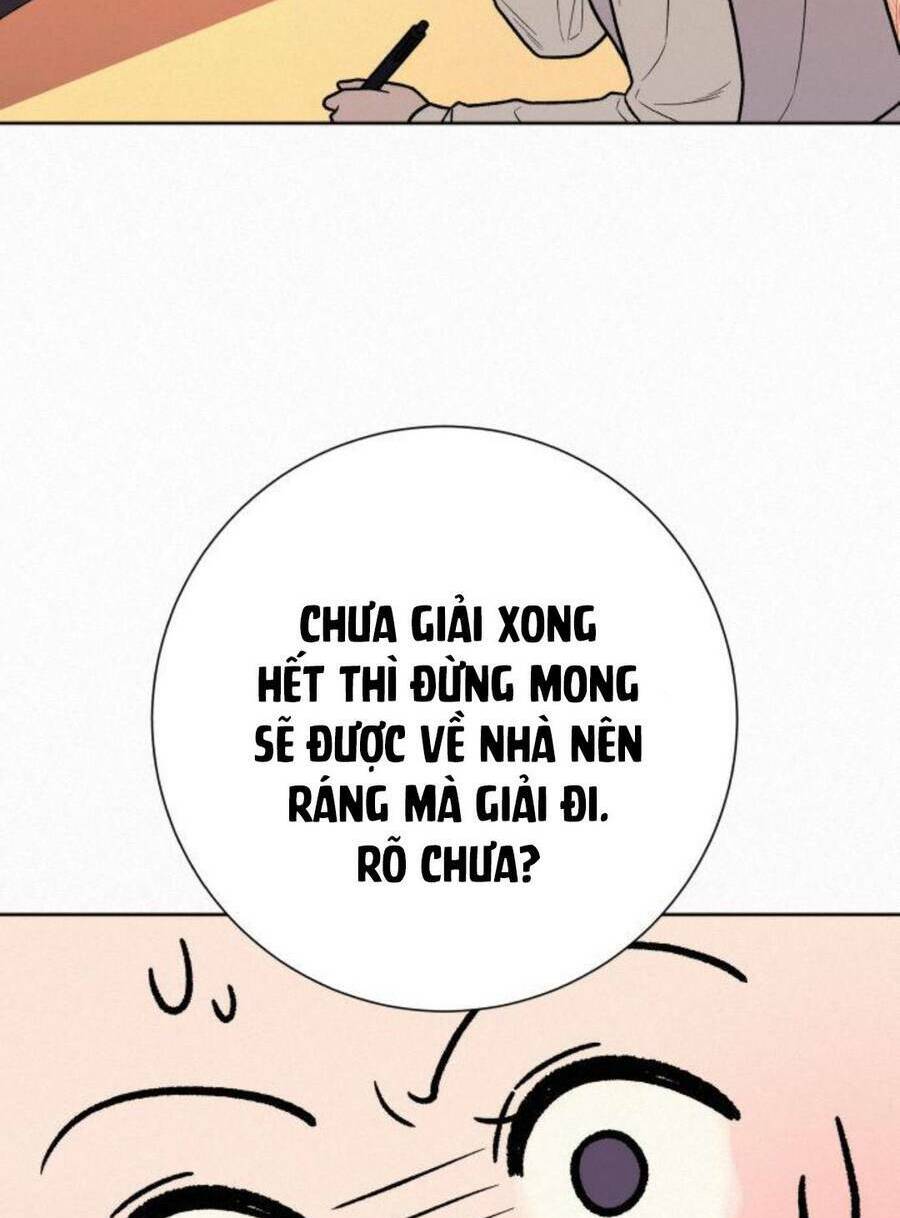 CHƯA GIẢI XONG
HẾT THÌ ĐỪNG MONG
SẼ ĐƯỢC VỀ NHÀ NÊN
RÁNG MÀ GIẢI ĐI.
RÕ CHƯA?